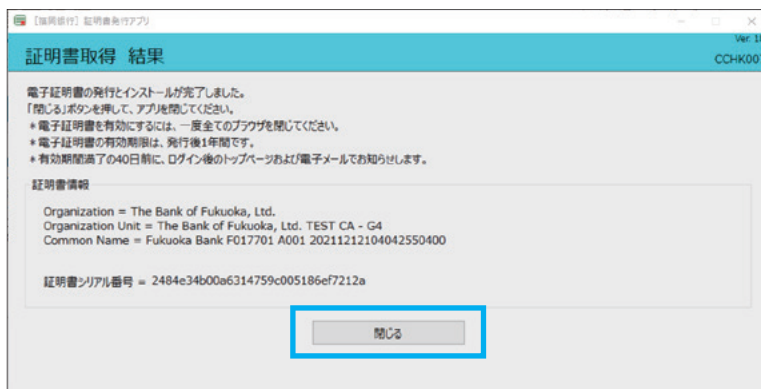 [福岡銀行] 証明書発行アプリ
証明書取得 結果
Ver. 1
CCHK00
電子証明書の発行とインストールが完了しました。
「閉じる」ボタンを押して、アプリを閉じてください。
*電子証明書を有効にするには、一度全てのブラウザを閉じてください。
*電子証明書の有効期限は、発行後1年間です。
*有効期間満了の40日前に、ログイン後のトップページおよび電子メールでお知らせします。
証明書情報
Organization = The Bank of Fukuoka, Ltd.
Organization Unit = The Bank of Fukuoka, Ltd. TEST CA - G4
Common Name = Fukuoka Bank F017701 A001 20211212104042550400
証明書シリアル番号 = 2484e34b00a6314759c005186ef7212a
閉じる